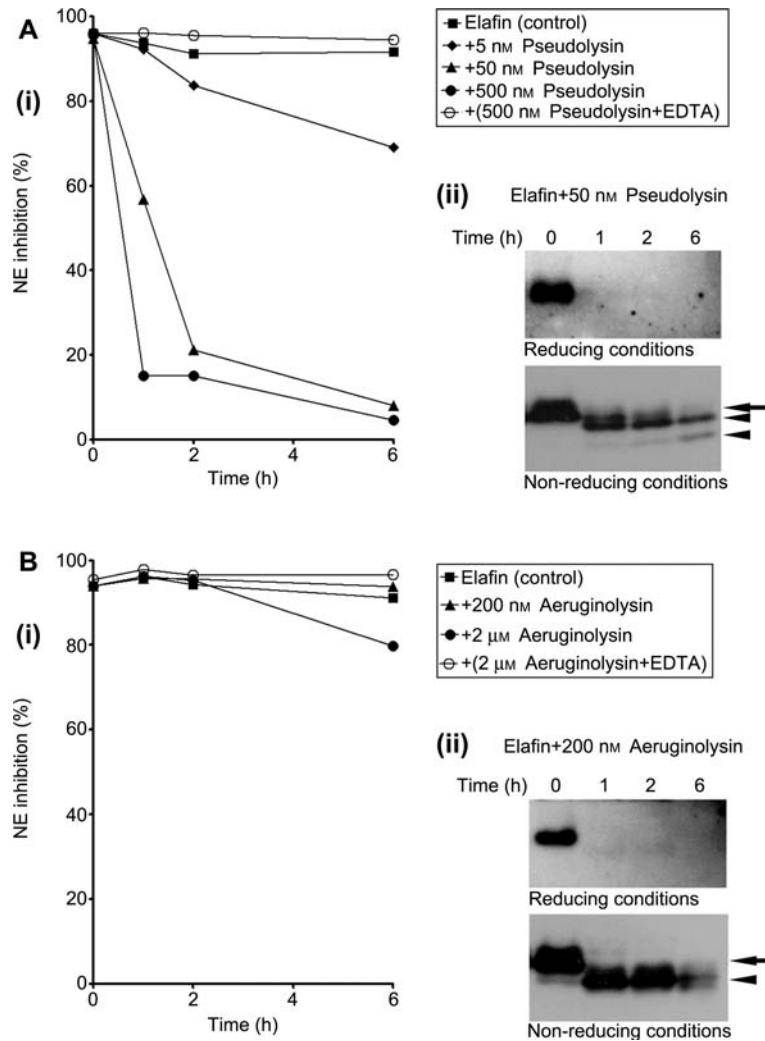 A
(i)
NE inhibition (%)
100
80
60
40
20
0
0
2
4
6
Time (h)
Elafin (control)
+5 nM Pseudolysin
+50 nM Pseudolysin
+500 nM Pseudolysin
+(500 nM Pseudolysin+EDTA)
(ii) Elafin+50 nM Pseudolysin
Time (h) 0 1 2 6
Reducing conditions
Non-reducing conditions
B
(i)
NE inhibition (%)
100
80
60
40
20
0
0
2
4
6
Time (h)
Elafin (control)
+200 nM Aeruginolysin
+2 μM Aeruginolysin
+(2 μM Aeruginolysin+EDTA)
(ii) Elafin+200 nM Aeruginolysin
Time (h) 0 1 2 6
Reducing conditions
Non-reducing conditions